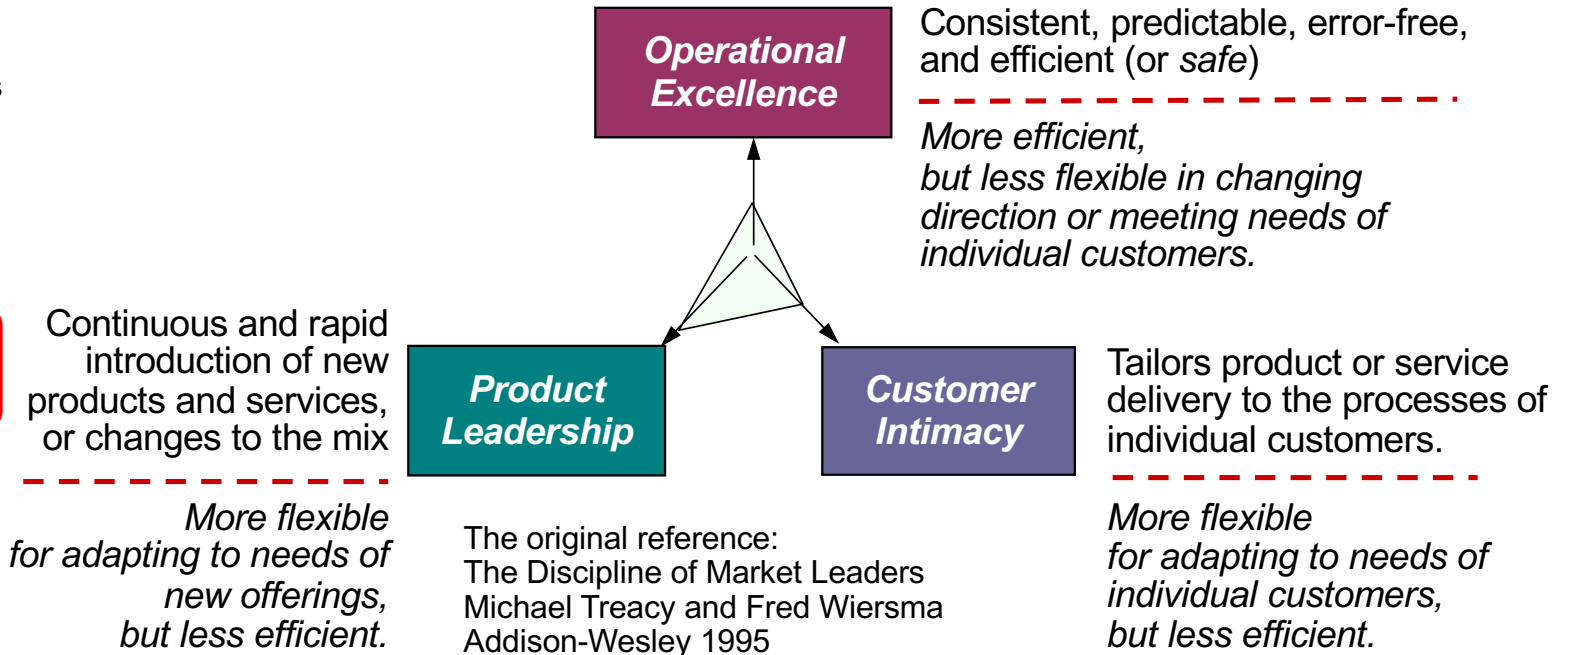 Operational
Excellence
Consistent, predictable, error-free,
and efficient (or safe)
More efficient,
but less flexible in changing
direction or meeting needs of
individual customers.
s
Continuous and rapid
introduction of new
products and services,
or changes to the mix
More flexible
for adapting to needs of
new offerings,
but less efficient.
Product
Leadership
Customer
Intimacy
Tailors product or service
delivery to the processes of
individual customers.
More flexible
for adapting to needs of
individual customers,
but less efficient.
The original reference:
The Discipline of Market Leaders
Michael Treacy and Fred Wiersma
Addison-Wesley 1995